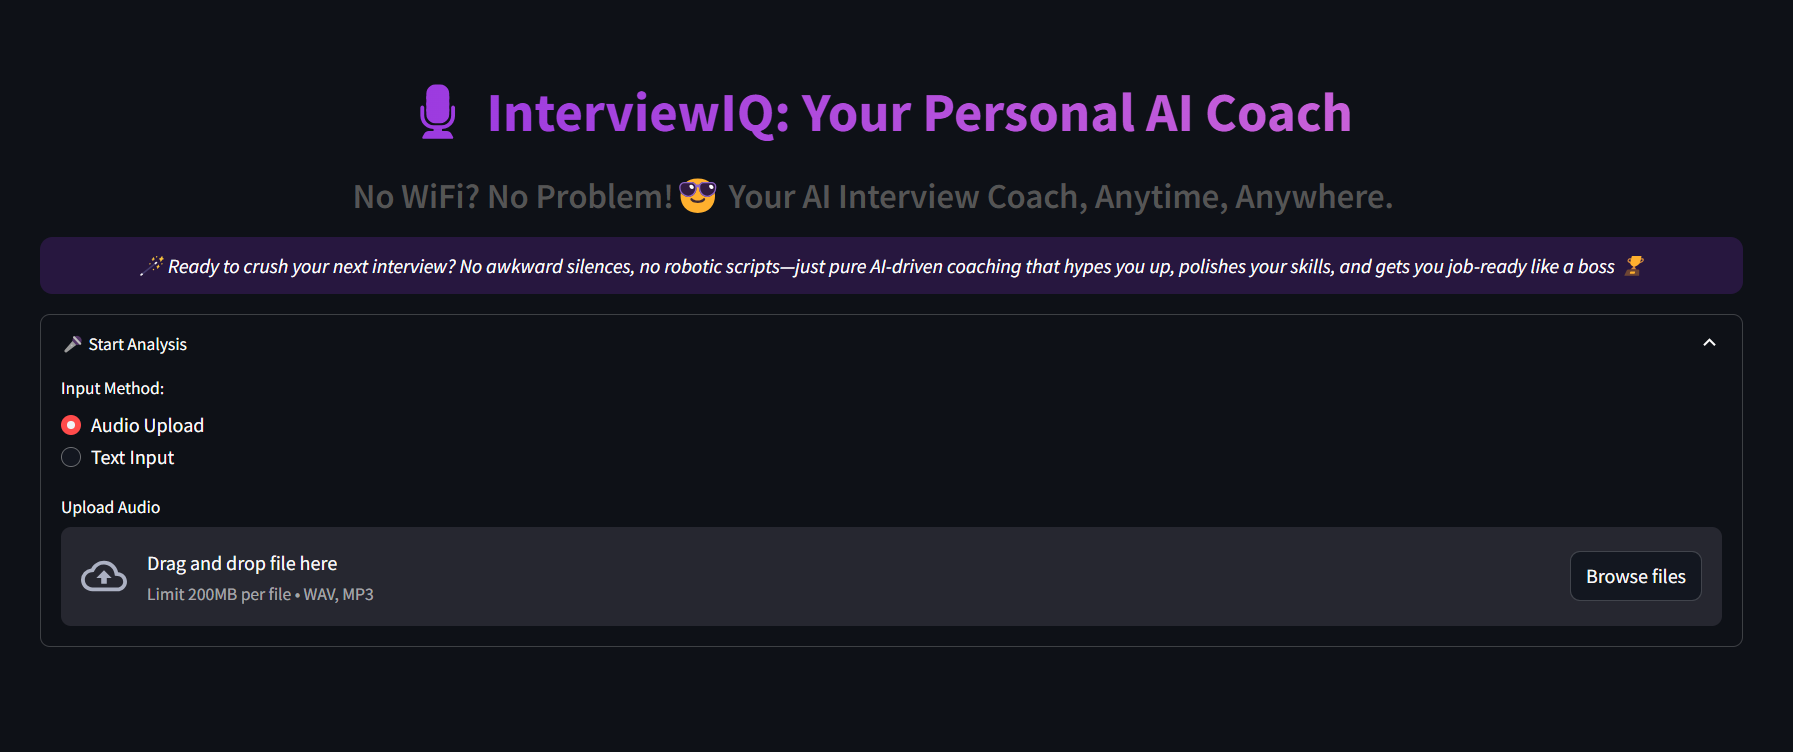 InterviewIQ: Your Personal AI Coach
No WiFi? No Problem!😎 Your AI Interview Coach, Anytime, Anywhere.
🪄 Ready to crush your next interview? No awkward silences, no robotic scripts—just pure AI-driven coaching that hypes you up, polishes your skills, and gets you job-ready like a boss 🏆
🎤 Start Analysis
Input Method:
Audio Upload
Text Input
Upload Audio
Drag and drop file here
Limit 200MB per file • WAV, MP3
Browse files